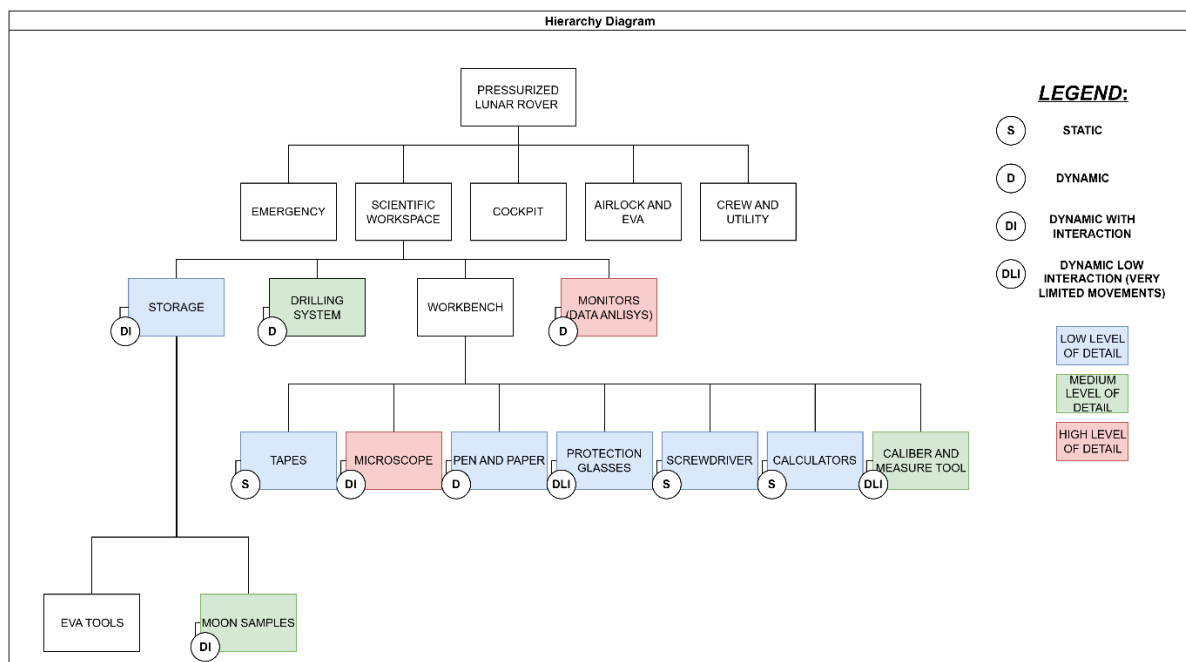 Hierarchy Diagram
PRESSURIZED
LUNAR ROVER
LEGEND:
S
STATIC
D
DYNAMIC
EMERGENCY
SCIENTIFIC
WORKSPACE
COCKPIT
AIRLOCK AND
EVA
CREW AND
UTILITY
DI
DYNAMIC WITH
INTERACTION
DLI
DYNAMIC LOW
INTERACTION (VERY
LIMITED MOVEMENTS)
STORAGE
DI
DRILLING
SYSTEM
D
WORKBENCH
MONITORS
(DATA ANLISYS)
D
LOW LEVEL
OF DETAIL
MEDIUM
LEVEL OF
DETAIL
HIGH LEVEL
OF DETAIL
TAPES
S
MICROSCOPE
DI
PEN AND PAPER
D
PROTECTION
GLASSES
DLI
SCREWDRIVER
S
CALCULATORS
S
CALIBER AND
MEASURE TOOL
DLI
EVA TOOLS
MOON SAMPLES
DI